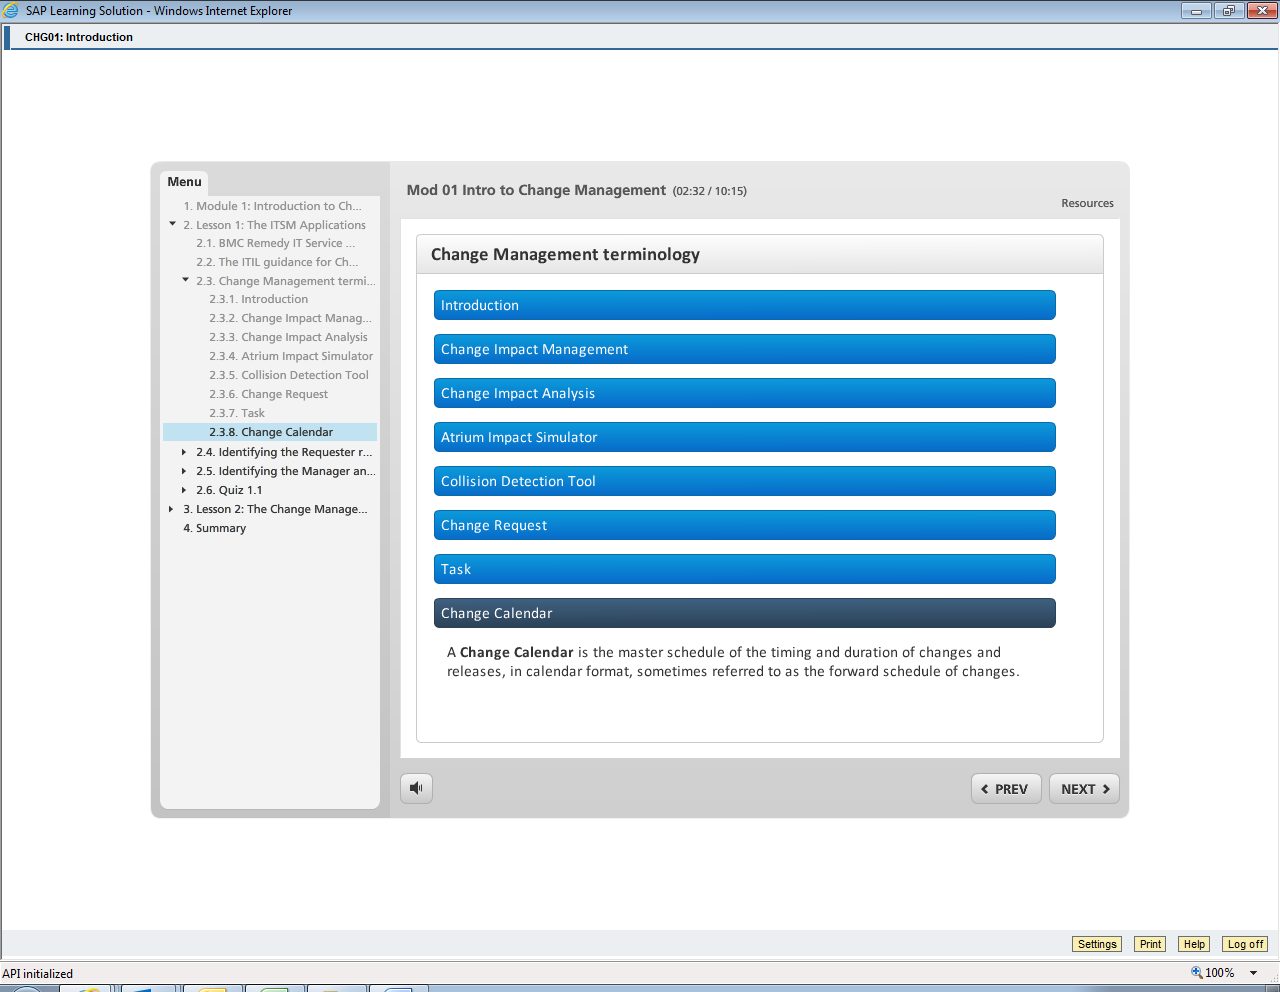 SAP Learning Solution - Windows Internet Explorer
CHG01: Introduction
Menu
1. Module 1: Introduction to Ch...
2. Lesson 1: The ITSM Applications
2.1. BMC Remedy IT Service ...
2.2. The ITIL guidance for Ch...
2.3. Change Management termi...
2.3.1. Introduction
2.3.2. Change Impact Manag...
2.3.3. Change Impact Analysis
2.3.4. Atrium Impact Simulator
2.3.5. Collision Detection Tool
2.3.6. Change Request
2.3.7. Task
2.3.8. Change Calendar
2.4. Identifying the Requester r...
2.5. Identifying the Manager an...
2.6. Quiz 1.1
3. Lesson 2: The Change Manage...
4. Summary
Mod 01 Intro to Change Management (02:32 / 10:15)
Resources
Change Management terminology
Introduction
Change Impact Management
Change Impact Analysis
Atrium Impact Simulator
Collision Detection Tool
Change Request
Task
Change Calendar
A Change Calendar is the master schedule of the timing and duration of changes and
releases, in calendar format, sometimes referred to as the forward schedule of changes.
PREV
NEXT
Settings
Print
Help
Log off
API initialized
100%